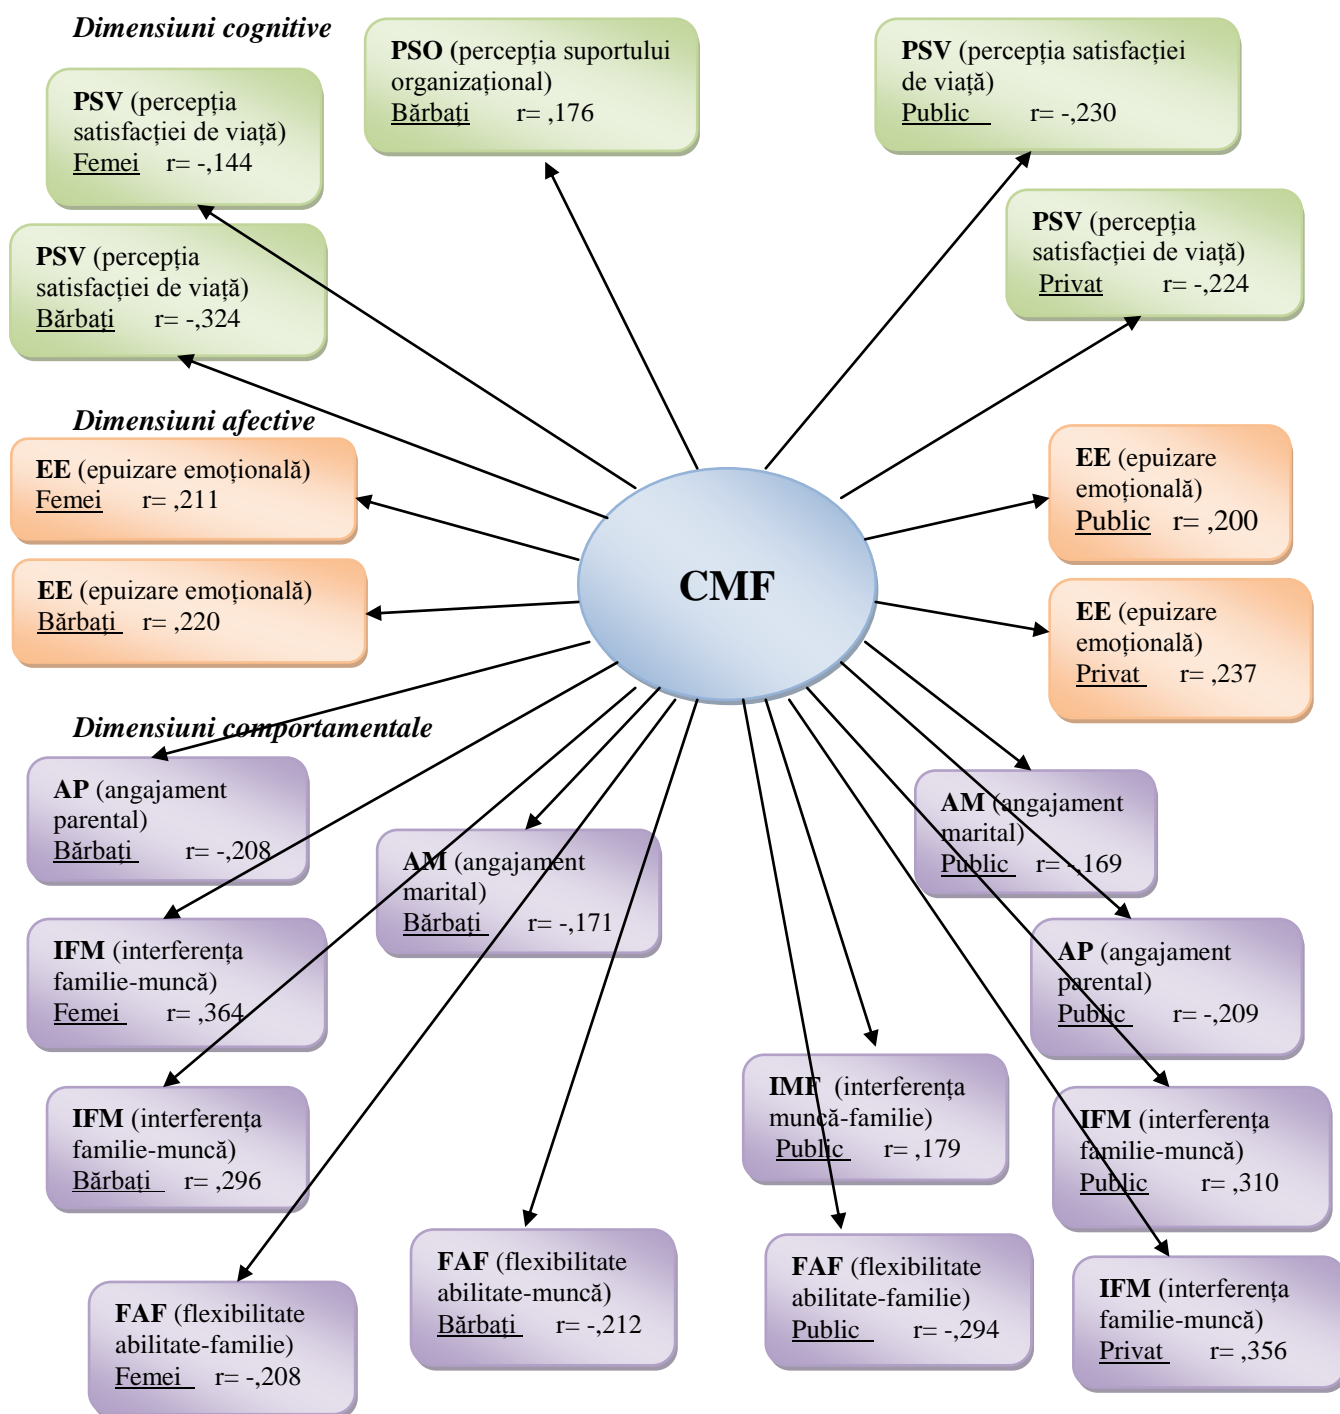 Dimensiuni cognitive
PSO (percepția suportului
organizațional)
Bărbați r= ,176
PSV (percepția satisfacției
de viață)
Public r= -,230
PSV (percepția
satisfacției de viață)
Femei r= -,144
PSV (percepția
satisfacției de viață)
Privat r= -,224
PSV (percepția
satisfacției de viață)
Bărbați r= -,324
Dimensiuni afective
EE (epuizare emoțională)
Femei r= ,211
EE (epuizare
emoțională)
Public r= ,200
CMF
EE (epuizare emoțională)
Bărbați r= ,220
EE (epuizare
emoțională)
Privat r= ,237
Dimensiuni comportamentale
AP (angajament
parental)
Bărbați r= -,208
AM (angajament
marital)
Bărbați r= -,171
AM (angajament
marital)
Public r= -,169
IFM (interferența
familie-muncă)
Femei r= ,364
AP (angajament
parental)
Public r= -,209
IFM (interferența
familie-muncă)
Bărbați r= ,296
IMF (interferența
muncă-familie)
Public r= ,179
IFM (interferența
familie-muncă)
Public r= ,310
FAF (flexibilitate
abilitate-familie)
Femei r= -,208
FAF (flexibilitate
abilitate-muncă)
Bărbați r= -,212
FAF (flexibilitate
abilitate-familie)
Public r= -,294
IFM (interferența
familie-muncă)
Privat r= ,356